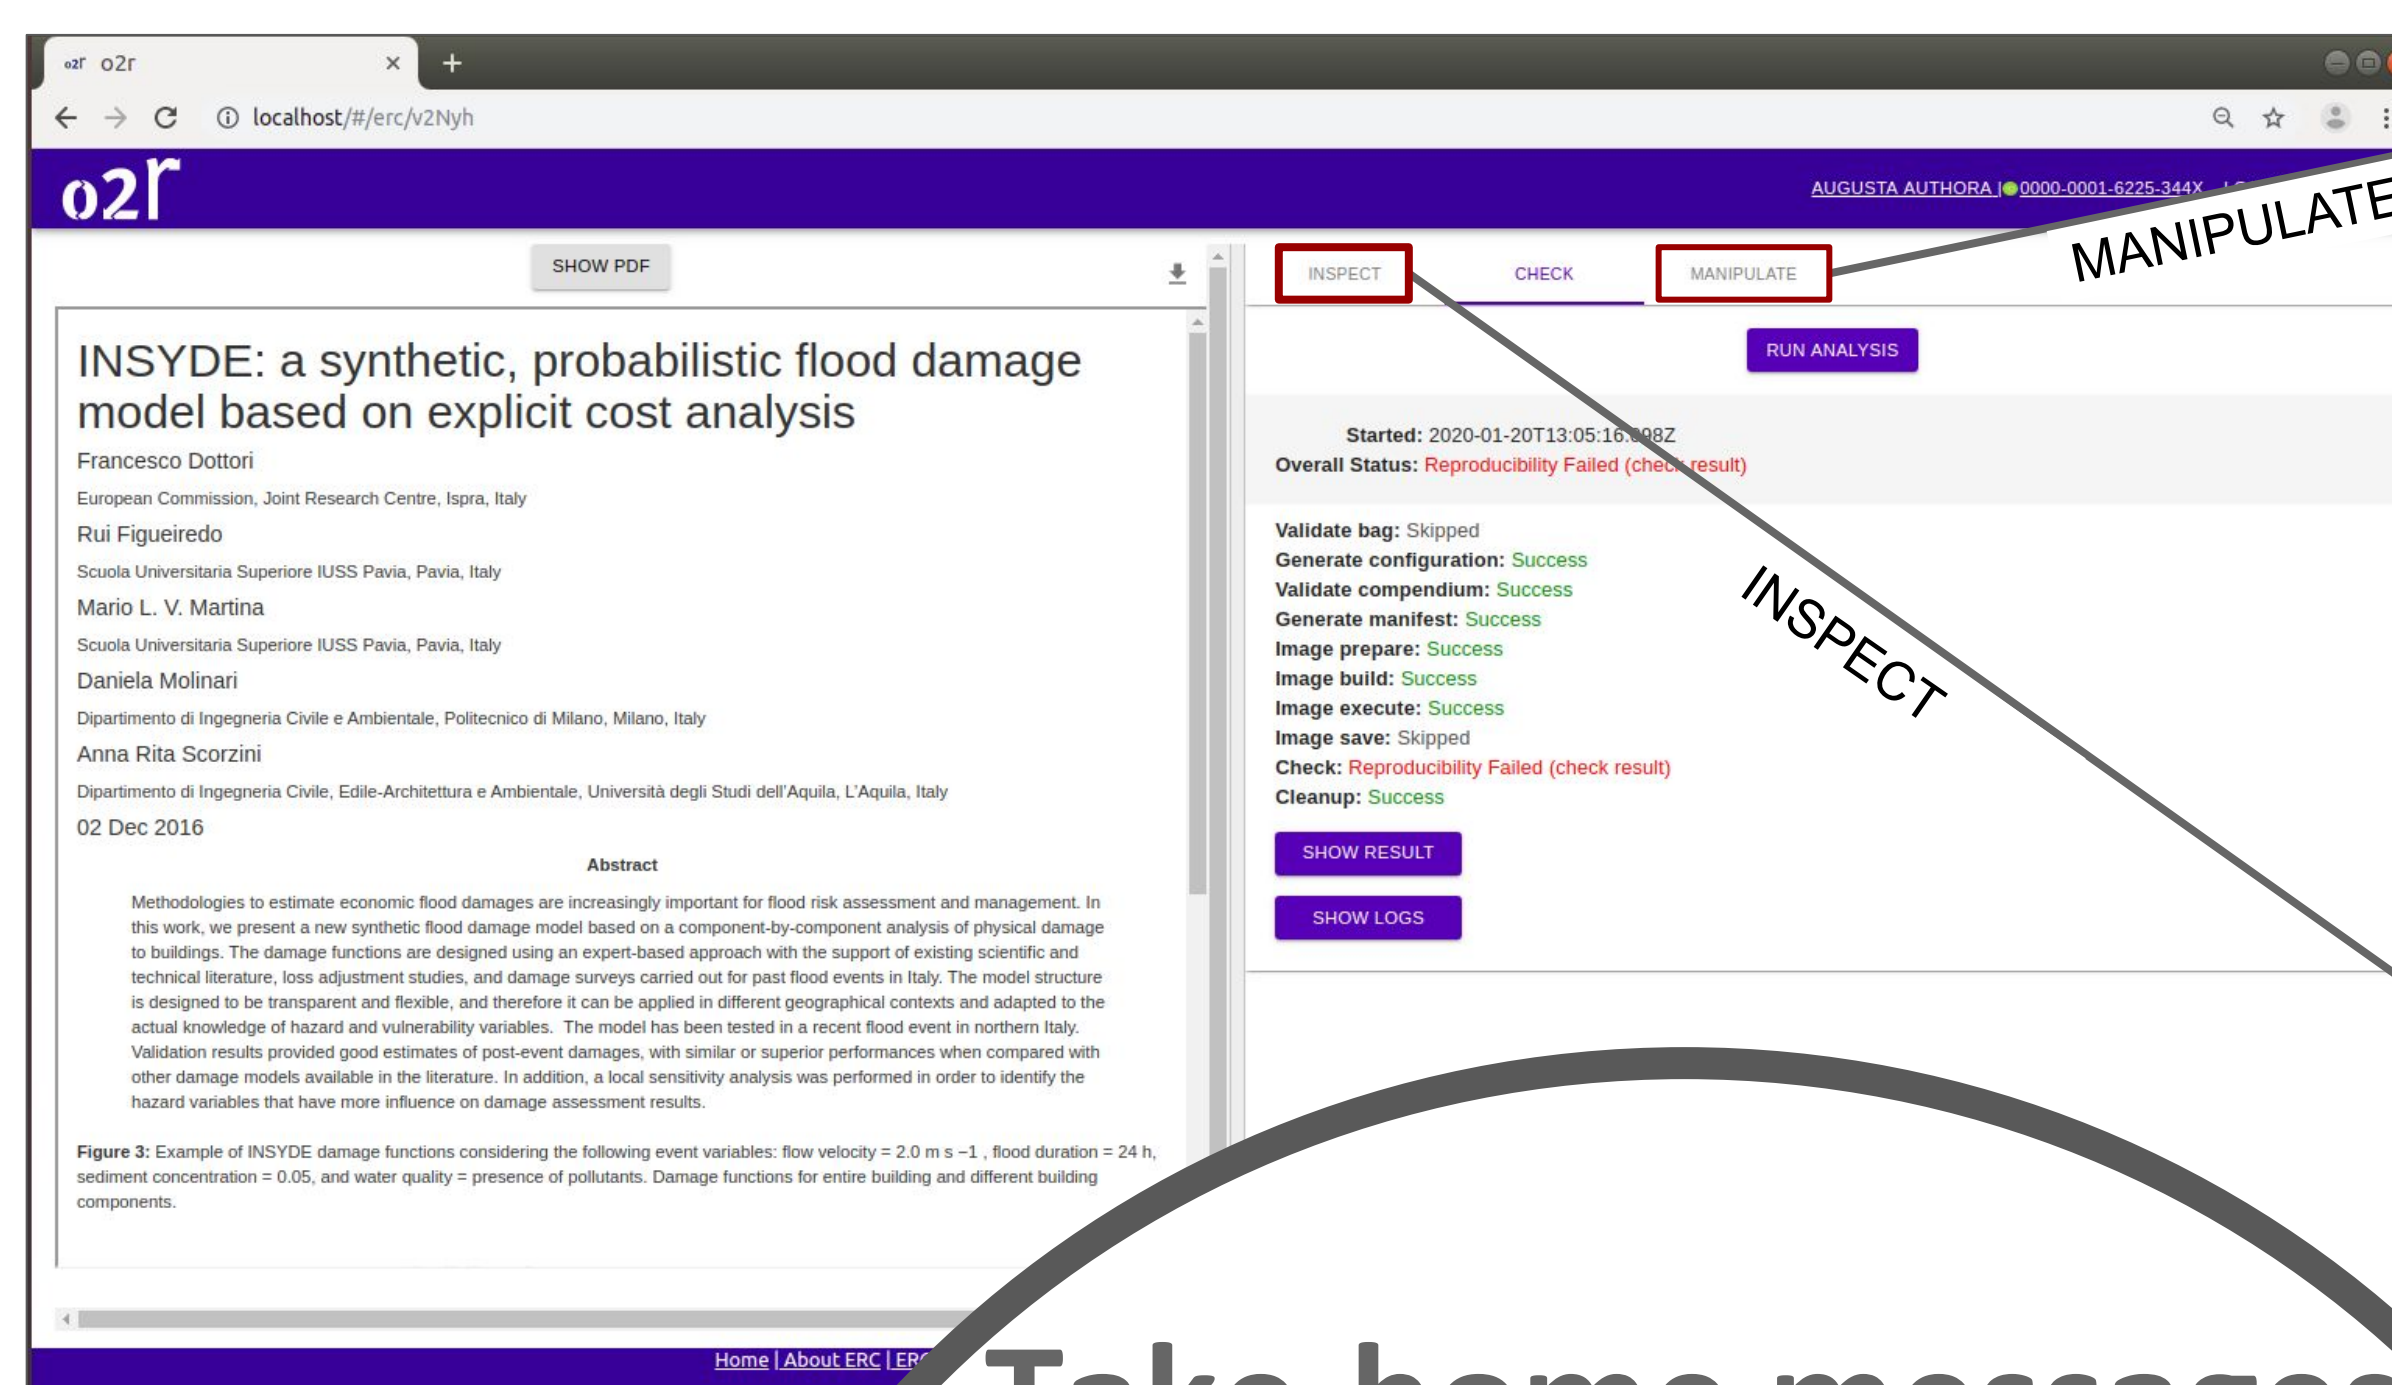 o2r o2r × +
localhost/#/erc/v2Nyh
o2r
AUGUSTA AUTHORA | 0000-0001-6225-344X
MANIPULATE
SHOW PDF
INSPECT CHECK MANIPULATE
RUN ANALYSIS
INSYDE: a synthetic, probabilistic flood damage
model based on explicit cost analysis
Francesco Dottori
European Commission, Joint Research Centre, Ispra, Italy
Rui Figueiredo
Scuola Universitaria Superiore IUSS Pavia, Pavia, Italy
Mario L. V. Martina
Scuola Universitaria Superiore IUSS Pavia, Pavia, Italy
Daniela Molinari
Dipartimento di Ingegneria Civile e Ambientale, Politecnico di Milano, Milano, Italy
Anna Rita Scorzini
Dipartimento di Ingegneria Civile, Edile-Architettura e Ambientale, Università degli Studi dell'Aquila, L'Aquila, Italy
02 Dec 2016
Abstract
Methodologies to estimate economic flood damages are increasingly important for flood risk assessment and management. In
this work, we present a new synthetic flood damage model based on a component-by-component analysis of physical damage
to buildings. The damage functions are designed using an expert-based approach with the support of existing scientific and
technical literature, loss adjustment studies, and damage surveys carried out for past flood events in Italy. The model structure
is designed to be transparent and flexible, and therefore it can be applied in different geographical contexts and adapted to the
actual knowledge of hazard and vulnerability variables. The model has been tested in a recent flood event in northern Italy.
Validation results provided good estimates of post-event damages, with similar or superior performances when compared with
other damage models available in the literature. In addition, a local sensitivity analysis was performed in order to identify the
hazard variables that have more influence on damage assessment results.
Figure 3: Example of INSYDE damage functions considering the following event variables: flow velocity = 2.0 m s −1 , flood duration = 24 h,
sediment concentration = 0.05, and water quality = presence of pollutants. Damage functions for entire building and different building
components.
Started: 2020-01-20T13:05:16.098Z
Overall Status: Reproducibility Failed (check result)
Validate bag: Skipped
Generate configuration: Success
Validate compendium: Success
Generate manifest: Success
Image prepare: Success
Image build: Success
Image execute: Success
Image save: Skipped
Check: Reproducibility Failed (check result)
Cleanup: Success
SHOW RESULT
SHOW LOGS
INSPECT
Home | About ERC | ERC
Take home messages